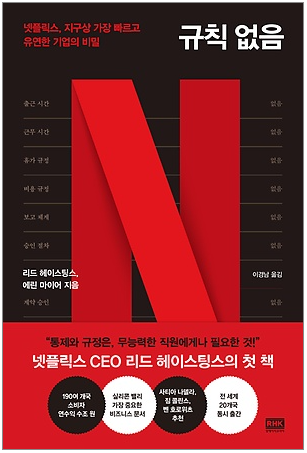 넷플릭스, 지구상 가장 빠르고
유연한 기업의 비밀
규칙 없음
출근 시간 없음
근무 시간 없음
휴가 규정 없음
비용 규정 없음
보고 체계 없음
승인 절차 없음
리드 헤이스팅스,
에린 마이어 지음
이경남 옮김
계약 승인 없음
“통제와 규정은, 무능력한 직원에게나 필요한 것!”
넷플릭스 CEO 리드 헤이스팅스의 첫 책
190여 개국
소비자
연수익 수조 원
실리콘 밸리
가장 중요한
비즈니스 문서
사티아 나델라,
짐 콜린스,
벤 호로위츠
추천
전 세계
20개국
동시 출간
RHK